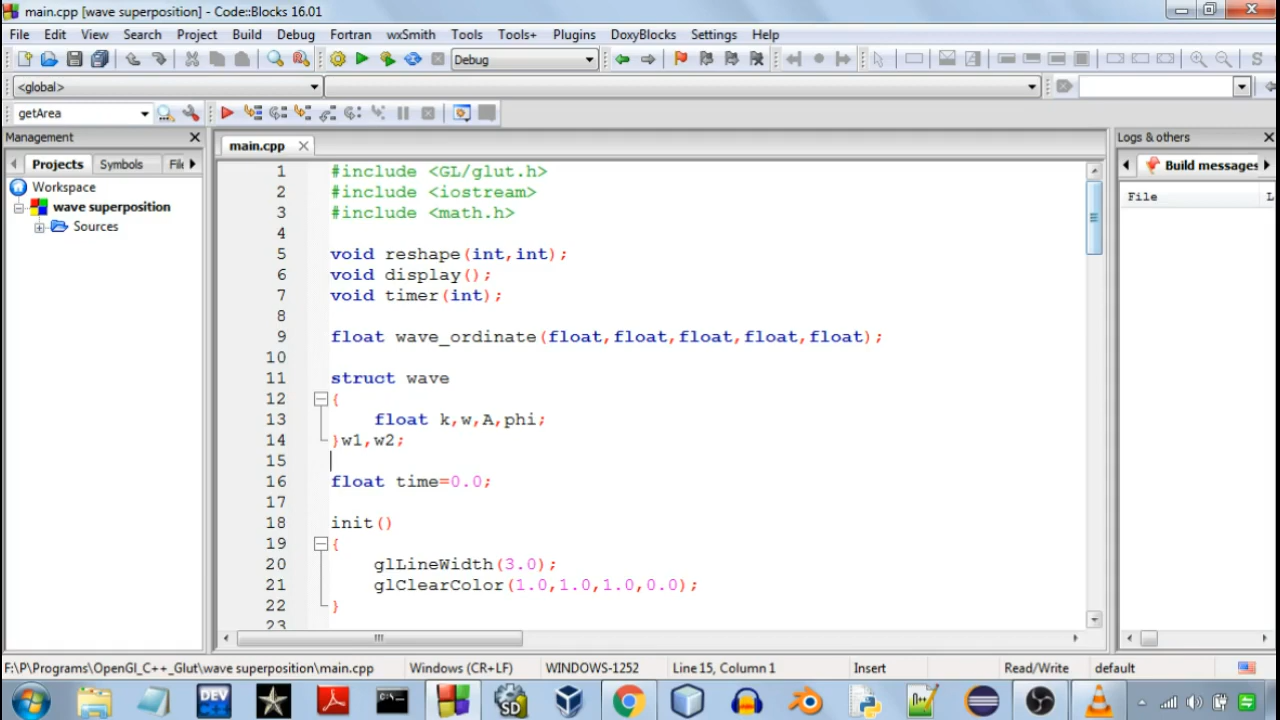 main.cpp [wave superposition] - Code::Blocks 16.01
File Edit View Search Project Build Debug Fortran wxSmith Tools Tools+ Plugins DoxyBlocks Settings Help
Debug
<global>
getArea
Management
Projects Symbols
Workspace
wave superposition
Sources
main.cpp
1 #include <GL/glut.h>
2 #include <iostream>
3 #include <math.h>
4
5 void reshape(int,int);
6 void display();
7 void timer(int);
8
9 float wave_ordinate(float,float,float,float,float);
10
11 struct wave
12 {
13 float k,w,A,phi;
14 }w1,w2;
15
16 float time=0.0;
17
18 init()
19 {
20 glLineWidth(3.0);
21 glClearColor(1.0,1.0,1.0,0.0);
22 }
23
Logs & others
Build messages
File L
F:\P\Programs\OpenGl_C++_Glut\wave superposition\main.cpp Windows (CR+LF) WINDOWS-1252 Line 15, Column 1 Insert Read/Write default
DEV
SD